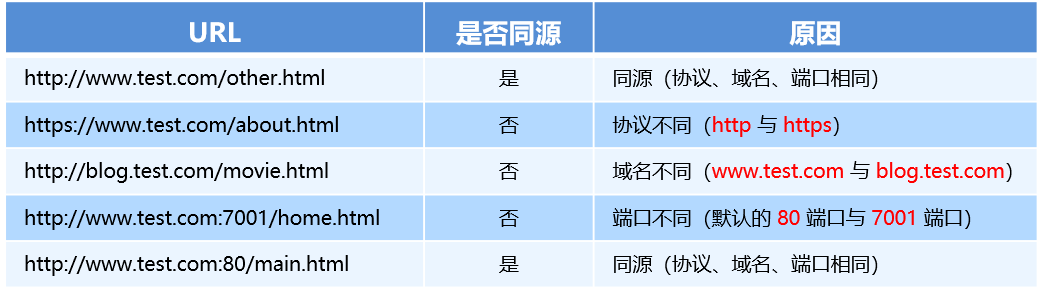 URL 是否同源 原因
http://www.test.com/other.html 是 同源（协议、域名、端口相同）
https://www.test.com/about.html 否 协议不同（http 与 https）
http://blog.test.com/movie.html 否 域名不同（www.test.com 与 blog.test.com）
http://www.test.com:7001/home.html 否 端口不同（默认的 80 端口与 7001 端口）
http://www.test.com:80/main.html 是 同源（协议、域名、端口相同）